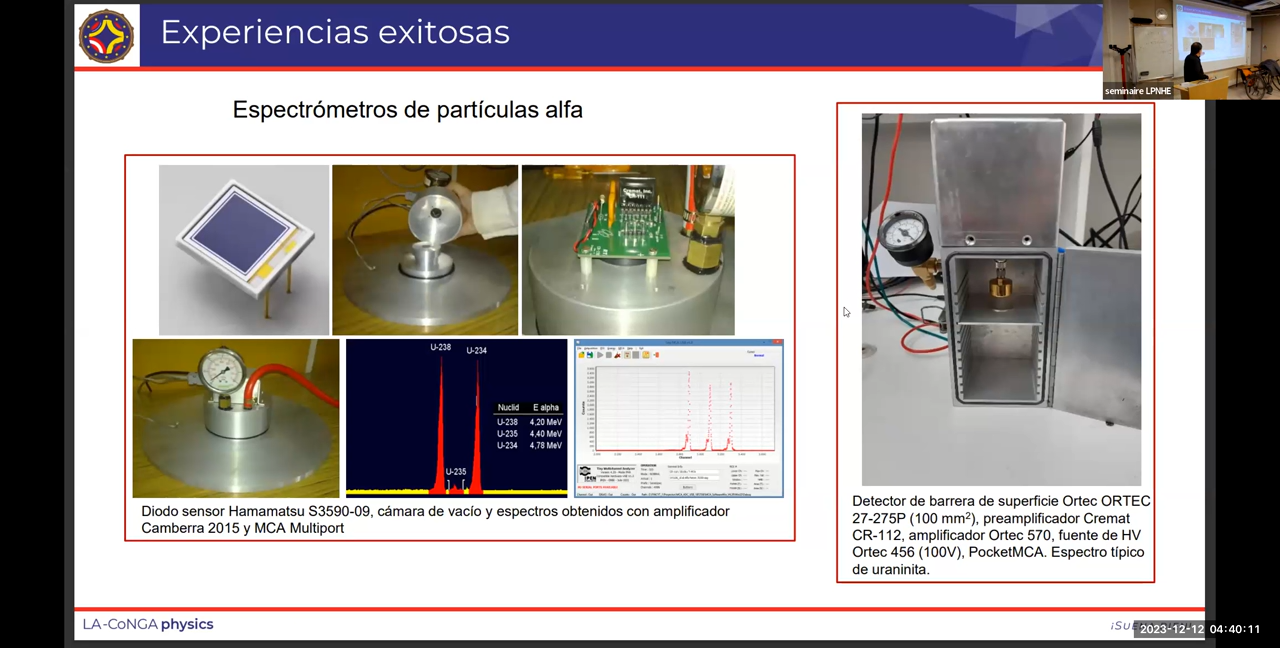 Experiencias exitosas
seminaire LPNHE
Espectrómetros de partículas alfa
Cremat, Inc.
U-238
U-234
Nuclid E alpha
U-238 4,20 MeV
U-235 4,40 MeV
U-234 4,78 MeV
U-235
Diodo sensor Hamamatsu S3590-09, cámara de vacío y espectros obtenidos con amplificador
Camberra 2015 y MCA Multiport
Detector de barrera de superficie Ortec ORTEC
27-275P (100 mm²), preamplificador Cremat
CR-112, amplificador Ortec 570, fuente de HV
Ortec 456 (100V), PocketMCA. Espectro típico
de uraninita.
LA-CoNGA physics
2023-12-12 04:40:11